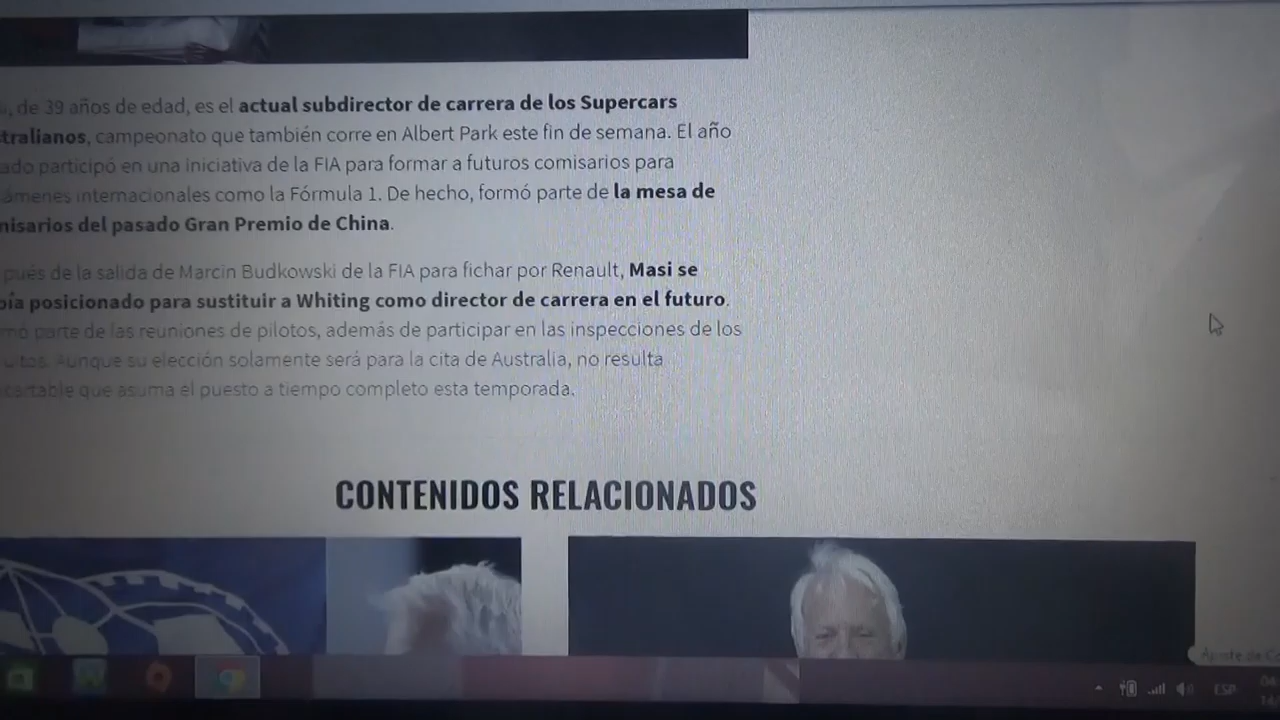 de 39 años de edad, es el actual subdirector de carrera de los Supercars
tralianos, campeonato que también corre en Albert Park este fin de semana. El año
ado participó en una iniciativa de la FIA para formar a futuros comisarios para
ámenes internacionales como la Fórmula 1. De hecho, formó parte de la mesa de
nisarios del pasado Gran Premio de China.
pués de la salida de Marcin Budkowski de la FIA para fichar por Renault, Masi se
bía posicionado para sustituir a Whiting como director de carrera en el futuro.
mó parte de las reuniones de pilotos, además de participar en las inspecciones de los
uitos. Aunque su elección solamente será para la cita de Australia, no resulta
cartable que asuma el puesto a tiempo completo esta temporada.
CONTENIDOS RELACIONADOS
ESP